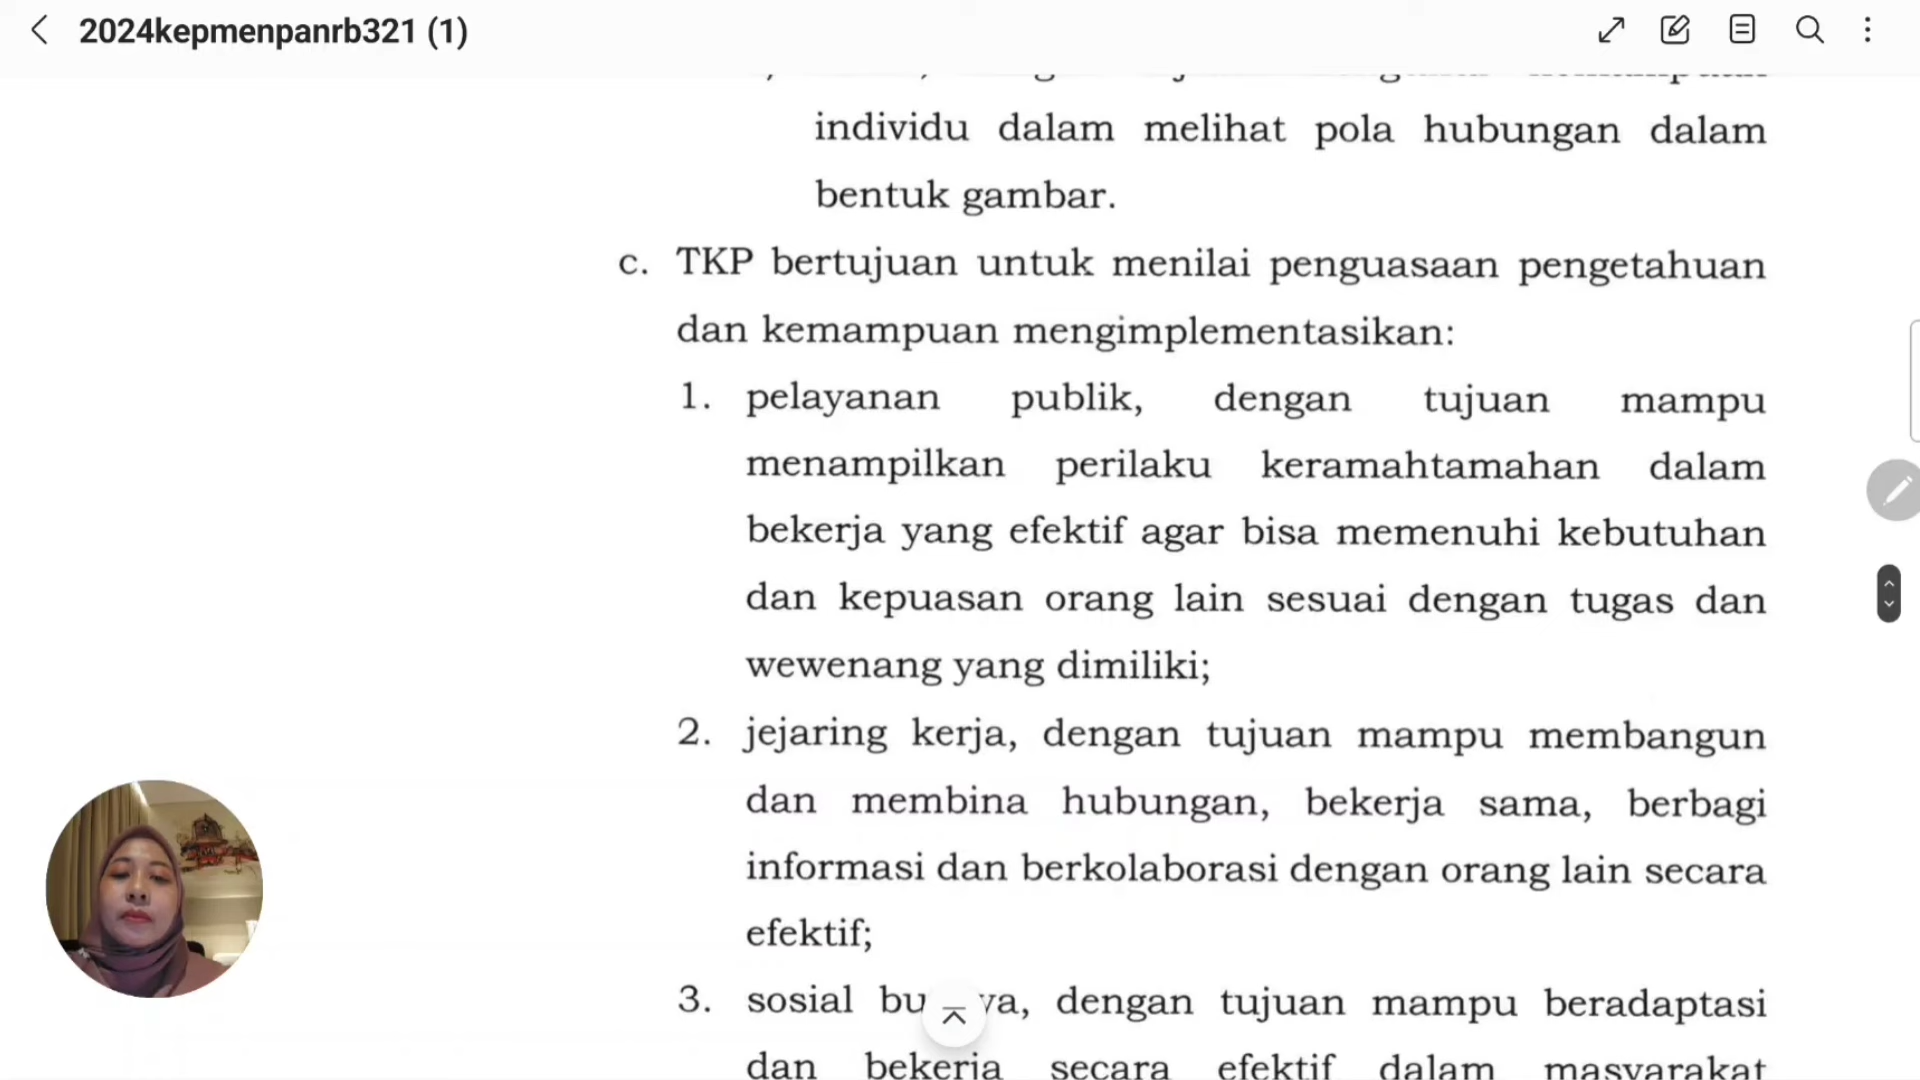 2024kepmenpanrb321 (1)
individu dalam melihat pola hubungan dalam
bentuk gambar.
c. TKP bertujuan untuk menilai penguasaan pengetahuan
dan kemampuan mengimplementasikan:
1. pelayanan publik, dengan tujuan mampu
menampilkan perilaku keramahtamahan dalam
bekerja yang efektif agar bisa memenuhi kebutuhan
dan kepuasan orang lain sesuai dengan tugas dan
wewenang yang dimiliki;
2. jejaring kerja, dengan tujuan mampu membangun
dan membina hubungan, bekerja sama, berbagi
informasi dan berkolaborasi dengan orang lain secara
efektif;
3. sosial bu ya, dengan tujuan mampu beradaptasi
dan bekerja secara efektif dalam masyarakat